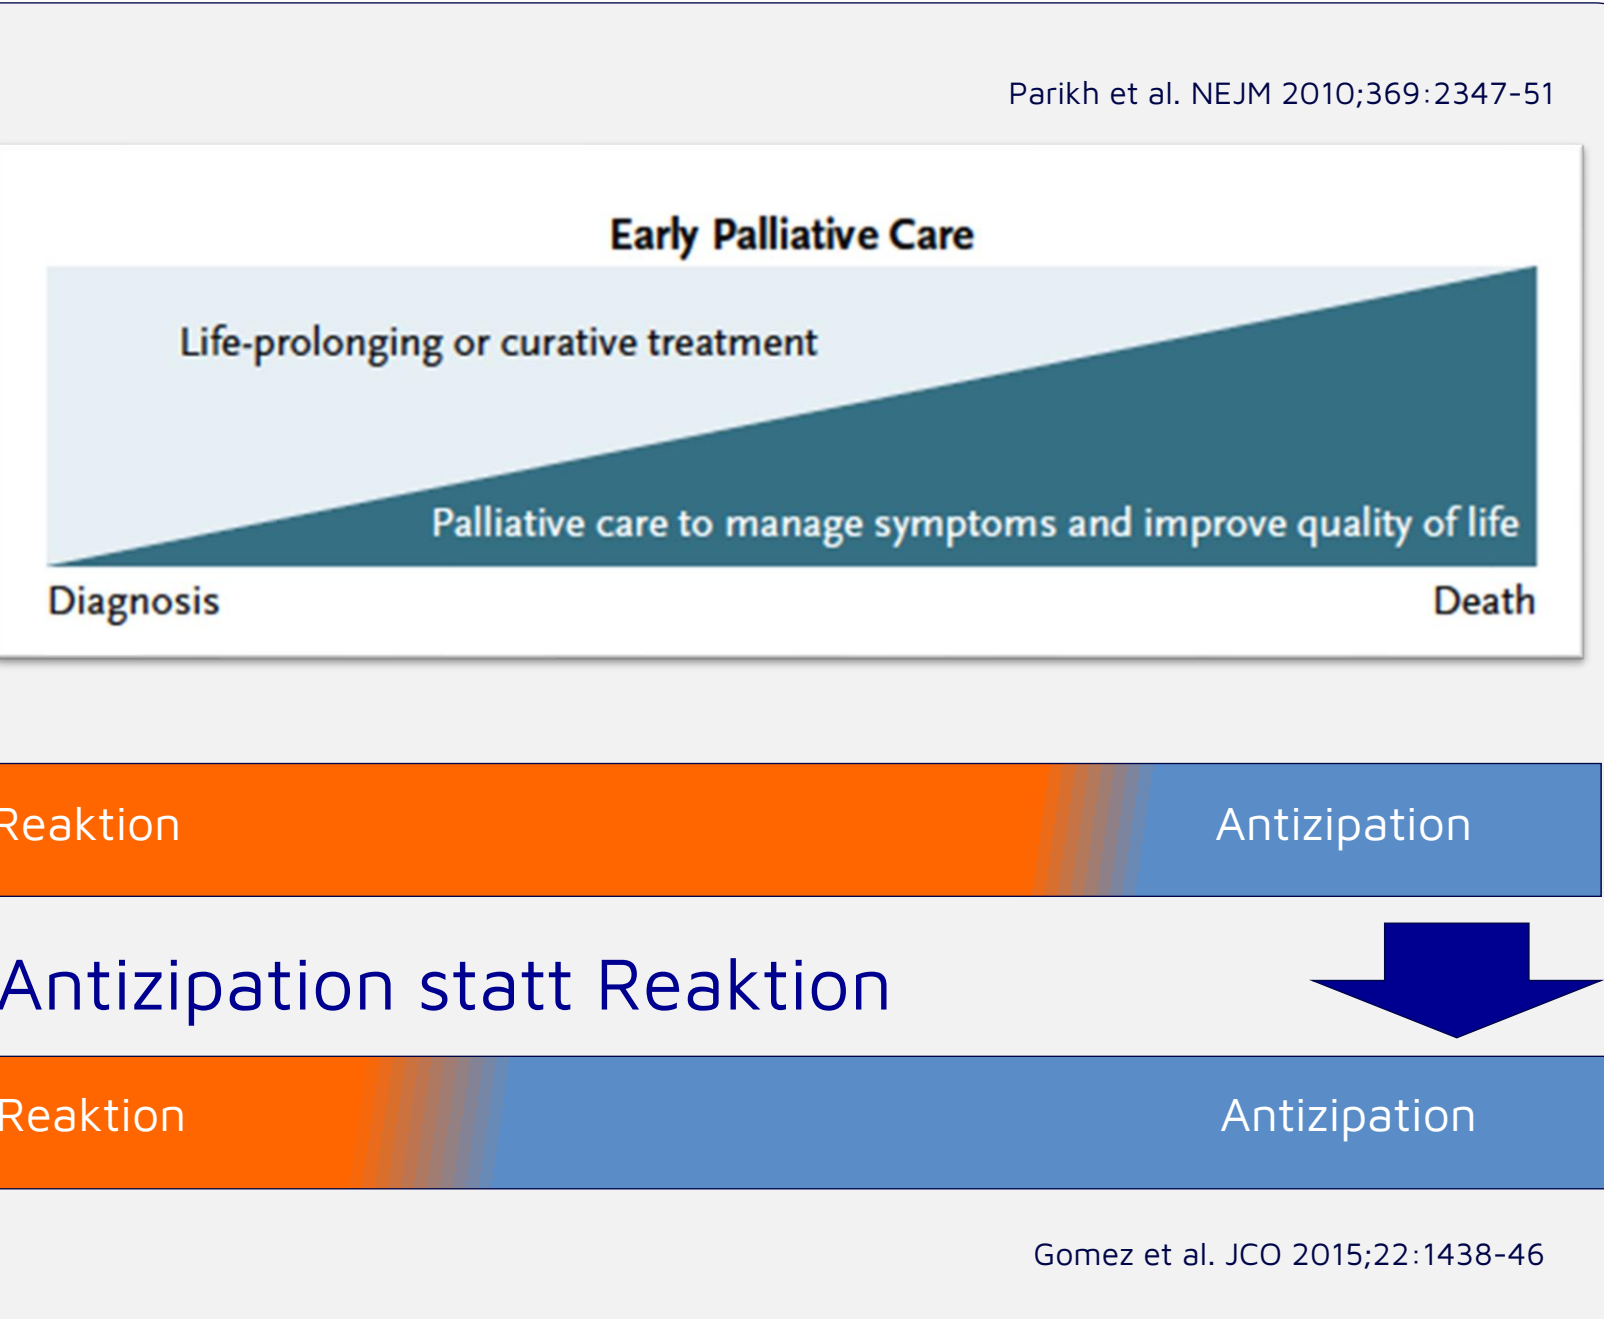 Parikh et al. NEJM 2010;369:2347-51
Early Palliative Care
Life-prolonging or curative treatment
Palliative care to manage symptoms and improve quality of life
Diagnosis
Death
Reaktion
Antizipation
Antizipation statt Reaktion
Reaktion
Antizipation
Gomez et al. JCO 2015;22:1438-46